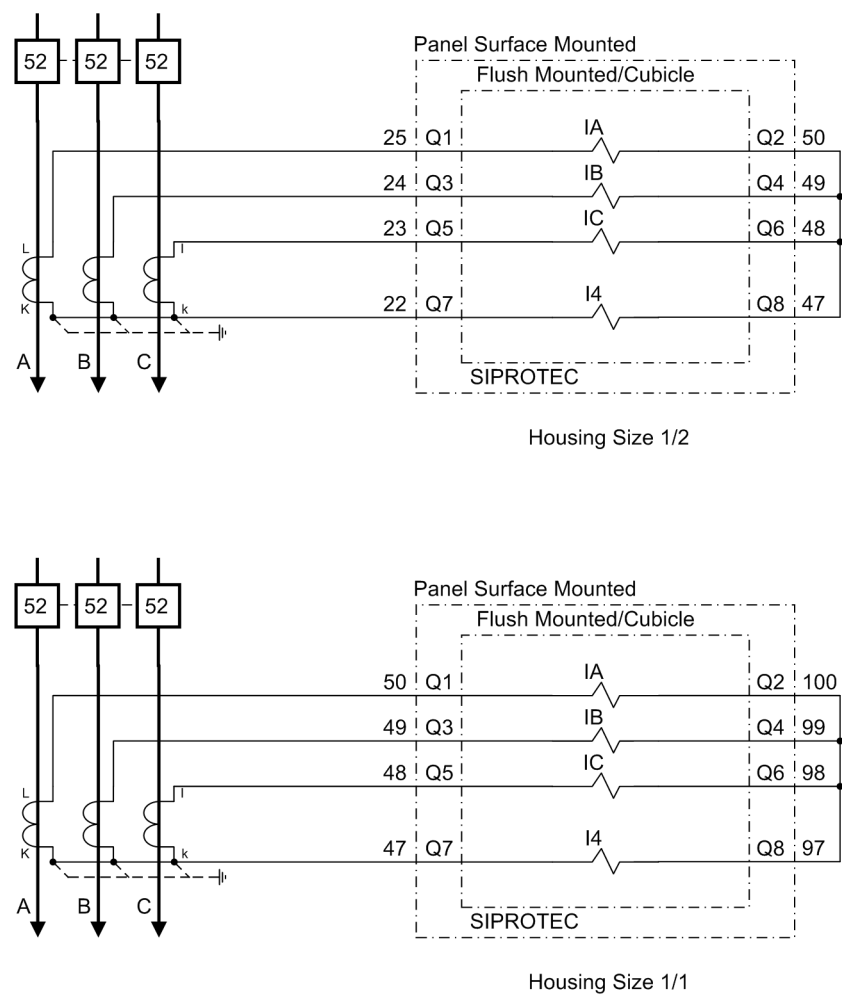 52 52 52
Panel Surface Mounted
Flush Mounted/Cubicle
25 Q1 IA Q2 50
24 Q3 IB Q4 49
23 Q5 IC Q6 48
L l
22 Q7 I4 Q8 47
K k
A B C
SIPROTEC
Housing Size 1/2
52 52 52
Panel Surface Mounted
Flush Mounted/Cubicle
50 Q1 IA Q2 100
49 Q3 IB Q4 99
48 Q5 IC Q6 98
L l
47 Q7 I4 Q8 97
K k
A B C
SIPROTEC
Housing Size 1/1